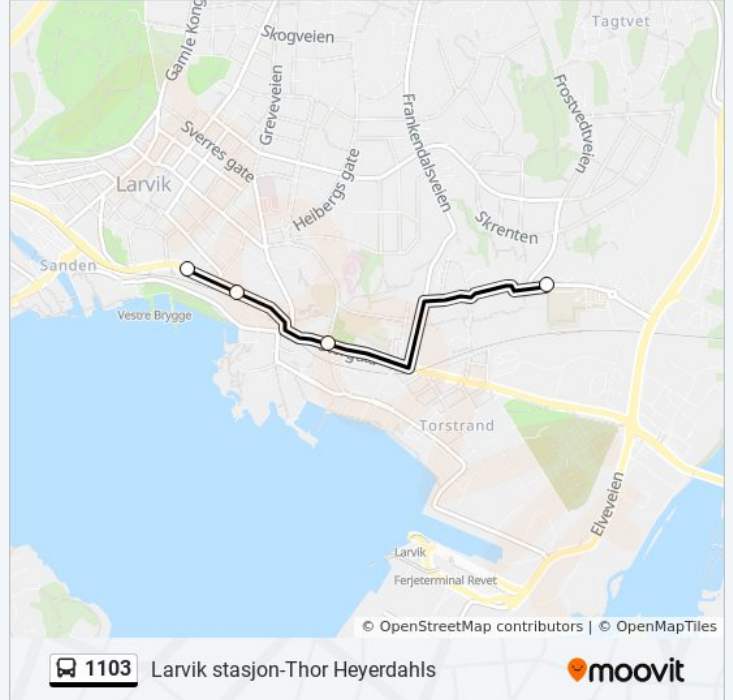 Tagtvet
Gamle Kong
Skogveien
Greveveien
Frankendalsveien
Frostvedtveien
Sverres gate
Larvik
Heibergs gate
Skrenten
Sanden
Vestre Brygge
Torstrand
Elveveien
Larvik
Ferjeterminal Revet
© OpenStreetMap contributors | © OpenMapTiles
1103 Larvik stasjon-Thor Heyerdahls
moovit